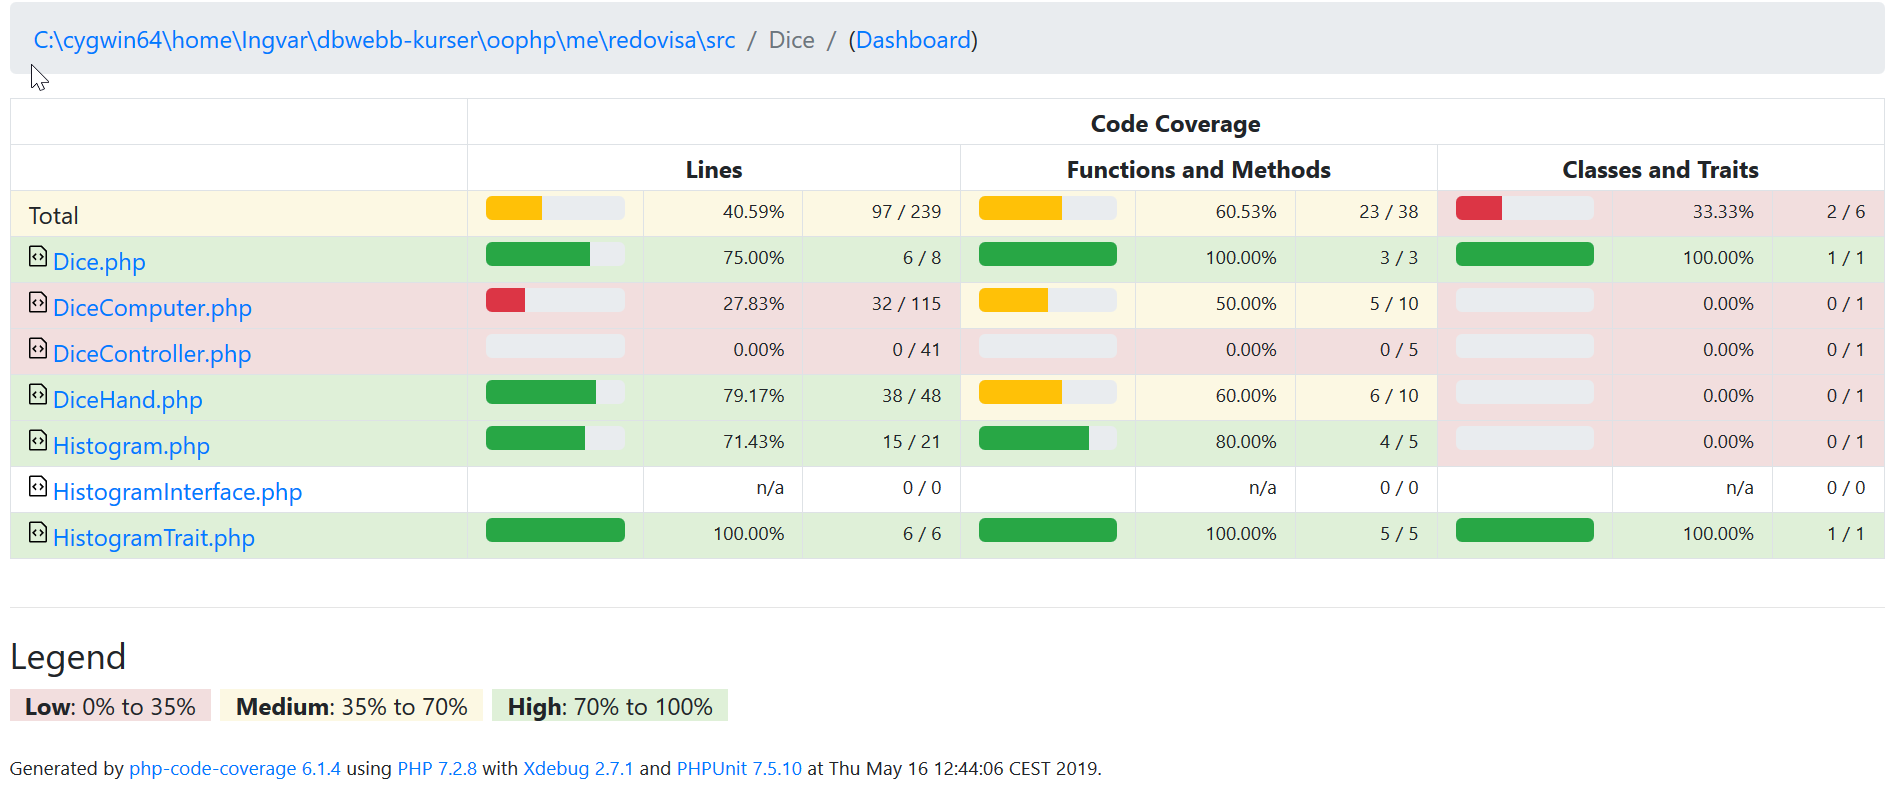 C:\cygwin64\home\Ingvar\dbwebb-kurser\oophp\me\redovisa\src / Dice / (Dashboard)
Code Coverage
Lines Functions and Methods Classes and Traits
Total 40.59% 97 / 239 60.53% 23 / 38 33.33% 2 / 6
Dice.php 75.00% 6 / 8 100.00% 3 / 3 100.00% 1 / 1
DiceComputer.php 27.83% 32 / 115 50.00% 5 / 10 0.00% 0 / 1
DiceController.php 0.00% 0 / 41 0.00% 0 / 5 0.00% 0 / 1
DiceHand.php 79.17% 38 / 48 60.00% 6 / 10 0.00% 0 / 1
Histogram.php 71.43% 15 / 21 80.00% 4 / 5 0.00% 0 / 1
HistogramInterface.php n/a 0 / 0 n/a 0 / 0 n/a 0 / 0
HistogramTrait.php 100.00% 6 / 6 100.00% 5 / 5 100.00% 1 / 1
Legend
Low: 0% to 35% Medium: 35% to 70% High: 70% to 100%
Generated by php-code-coverage 6.1.4 using PHP 7.2.8 with Xdebug 2.7.1 and PHPUnit 7.5.10 at Thu May 16 12:44:06 CEST 2019.